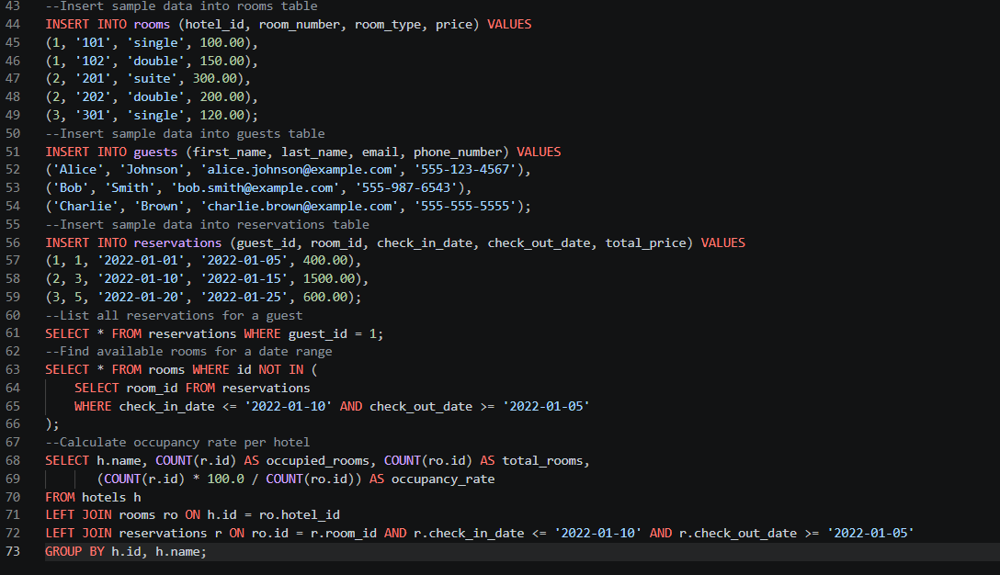 43 --Insert sample data into rooms table
44 INSERT INTO rooms (hotel_id, room_number, room_type, price) VALUES
45 (1, '101', 'single', 100.00),
46 (1, '102', 'double', 150.00),
47 (2, '201', 'suite', 300.00),
48 (2, '202', 'double', 200.00),
49 (3, '301', 'single', 120.00);
50 --Insert sample data into guests table
51 INSERT INTO guests (first_name, last_name, email, phone_number) VALUES
52 ('Alice', 'Johnson', 'alice.johnson@example.com', '555-123-4567'),
53 ('Bob', 'Smith', 'bob.smith@example.com', '555-987-6543'),
54 ('Charlie', 'Brown', 'charlie.brown@example.com', '555-555-5555');
55 --Insert sample data into reservations table
56 INSERT INTO reservations (guest_id, room_id, check_in_date, check_out_date, total_price) VALUES
57 (1, 1, '2022-01-01', '2022-01-05', 400.00),
58 (2, 3, '2022-01-10', '2022-01-15', 1500.00),
59 (3, 5, '2022-01-20', '2022-01-25', 600.00);
60 --List all reservations for a guest
61 SELECT * FROM reservations WHERE guest_id = 1;
62 --Find available rooms for a date range
63 SELECT * FROM rooms WHERE id NOT IN (
64     SELECT room_id FROM reservations
65     WHERE check_in_date <= '2022-01-10' AND check_out_date >= '2022-01-05'
66 );
67 --Calculate occupancy rate per hotel
68 SELECT h.name, COUNT(r.id) AS occupied_rooms, COUNT(ro.id) AS total_rooms,
69        (COUNT(r.id) * 100.0 / COUNT(ro.id)) AS occupancy_rate
70 FROM hotels h
71 LEFT JOIN rooms ro ON h.id = ro.hotel_id
72 LEFT JOIN reservations r ON ro.id = r.room_id AND r.check_in_date <= '2022-01-10' AND r.check_out_date >= '2022-01-05'
73 GROUP BY h.id, h.name;